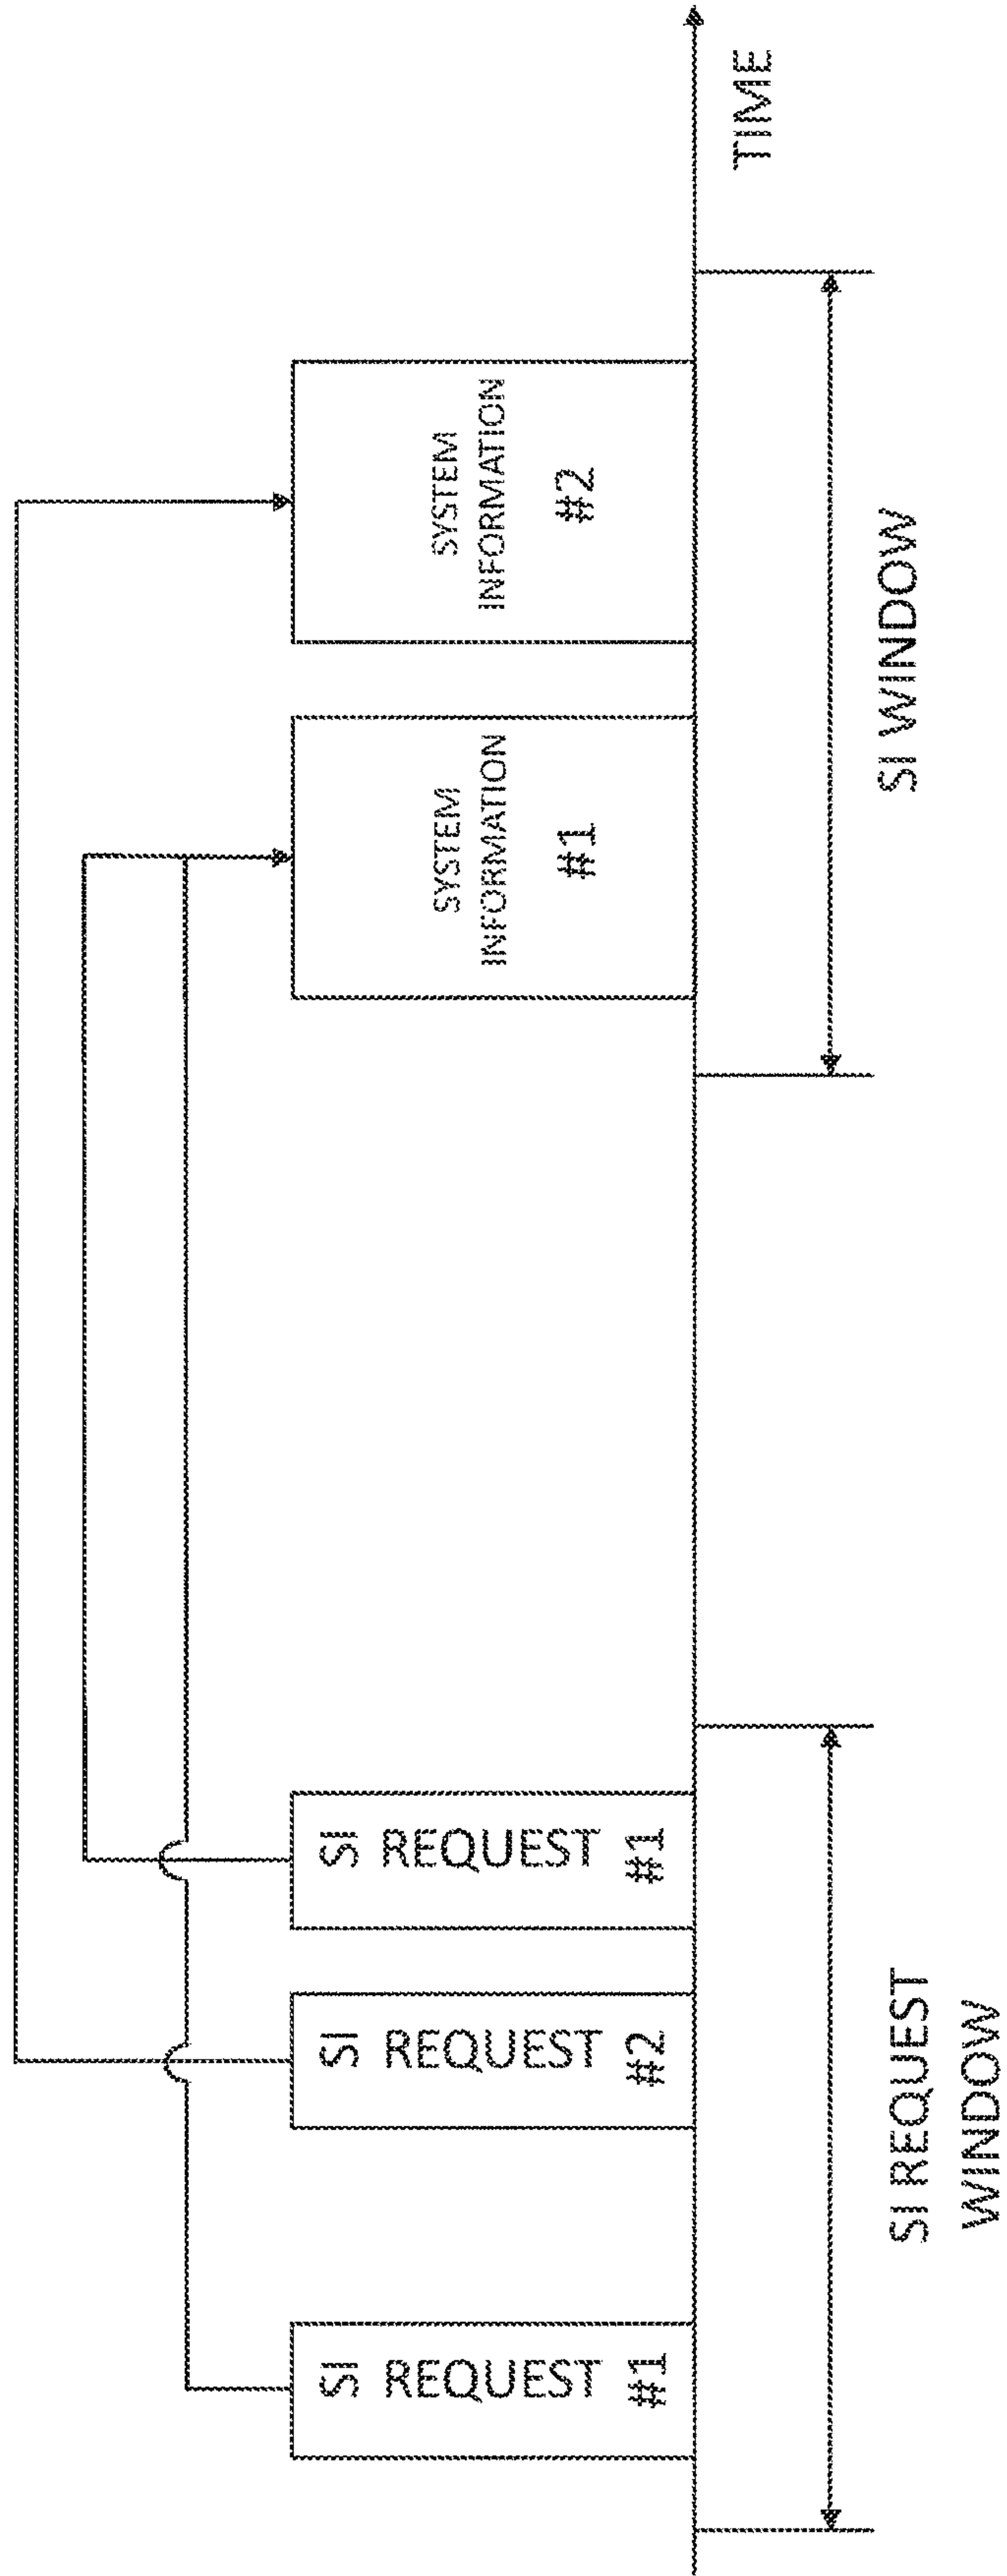 SI REQUEST
#1
SI REQUEST
#2
SI REQUEST
#1
SYSTEM
INFORMATION
#1
SYSTEM
INFORMATION
#2
TIME
SI REQUEST
WINDOW
SI WINDOW